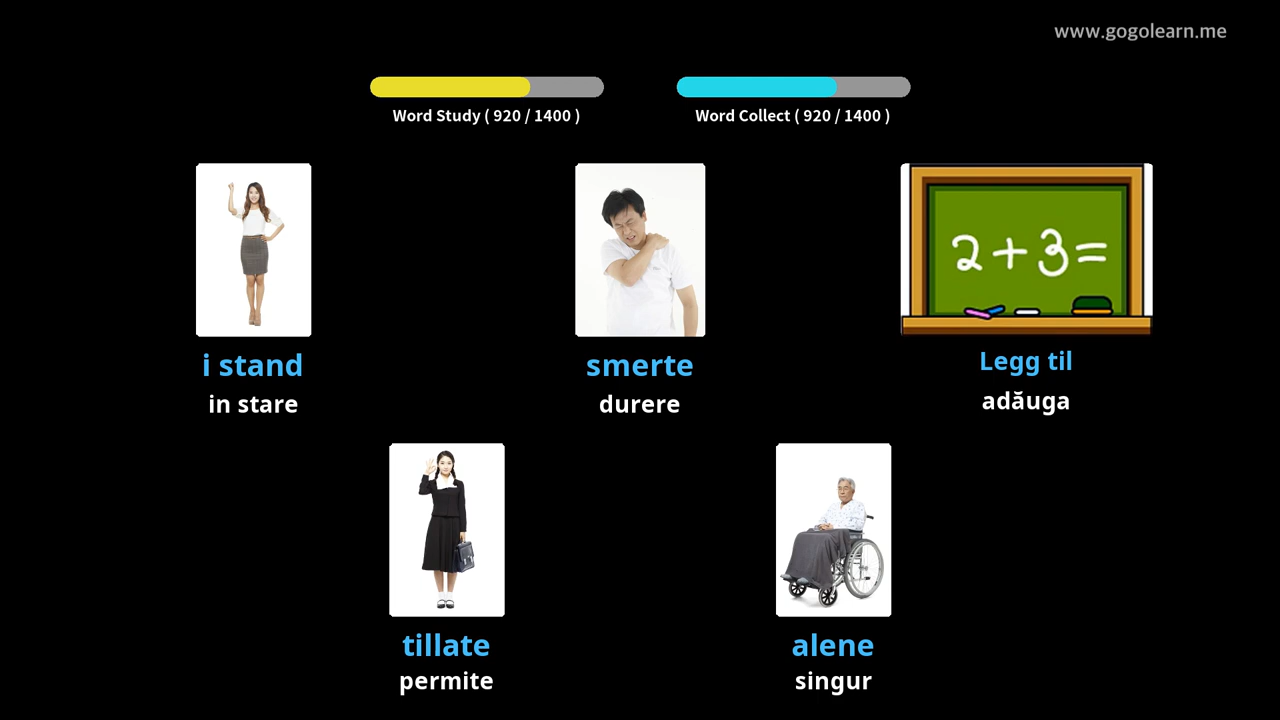 www.gogolearn.me
Word Study ( 920 / 1400 )
Word Collect ( 920 / 1400 )
2+3=
i stand
in stare
smerte
durere
Legg til
adăuga
tillate
permite
alene
singur